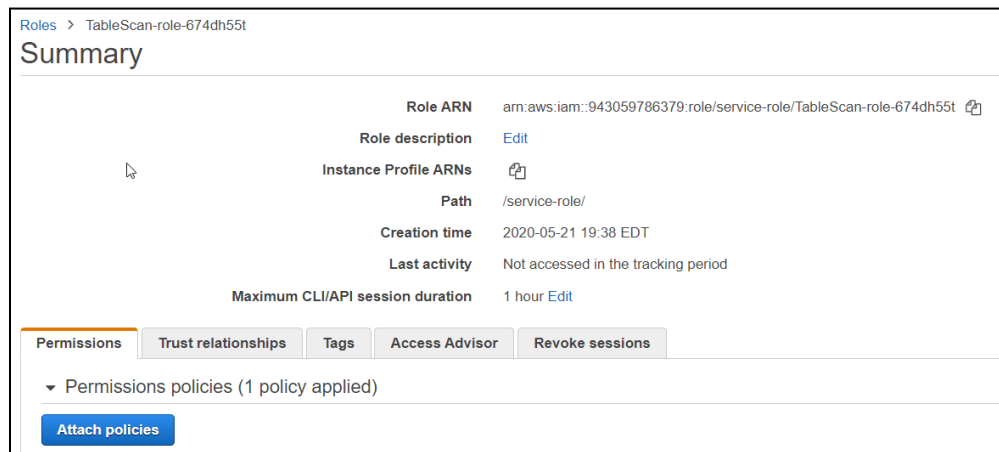 Roles > TableScan-role-674dh55t
Summary
Role ARN arn:aws:iam::943059786379:role/service-role/TableScan-role-674dh55t
Role description Edit
Instance Profile ARNs
Path /service-role/
Creation time 2020-05-21 19:38 EDT
Last activity Not accessed in the tracking period
Maximum CLI/API session duration 1 hour Edit
Permissions Trust relationships Tags Access Advisor Revoke sessions
Permissions policies (1 policy applied)
Attach policies